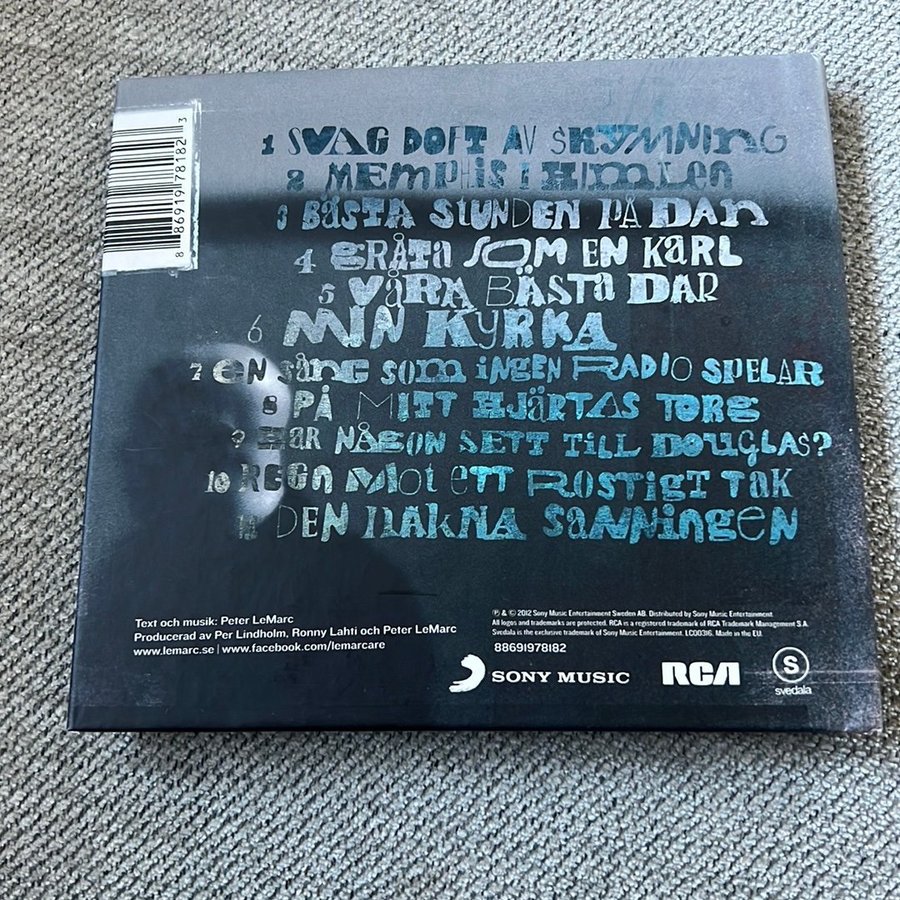 1 SVAG DOFT AV SKYMNING
2 MEMPHIS I HIMLEN
3 BÄSTA STUNDEN PÅ DAN
4 GRÅTA SOM EN KARL
5 VÅRA BÄSTA DAR
6 MIN KYRKA
7 EN SÅNG SOM INGEN RADIO SPELAR
8 PÅ MITT HJÄRTAS TORG
9 HAR NÅGON SETT TILL DOUGLAS?
10 REGN MOT ETT ROSTIGT TAK
11 DEN NAKNA SANNINGEN
8 86919 78182 3
Text och musik: Peter LeMarc
Producerad av Per Lindholm, Ronny Lahti och Peter LeMarc
www.lemarc.se | www.facebook.com/lemarcare
℗ & © 2012 Sony Music Entertainment Sweden AB. Distributed by Sony Music Entertainment
All logos and trademarks are protected. RCA is a registered trademark of RCA Trademark Management S.A.
Svedala is the exclusive trademark of Sony Music Entertainment. LC00316. Made in the EU.
88691978182
SONY MUSIC
RCA
S
svedala